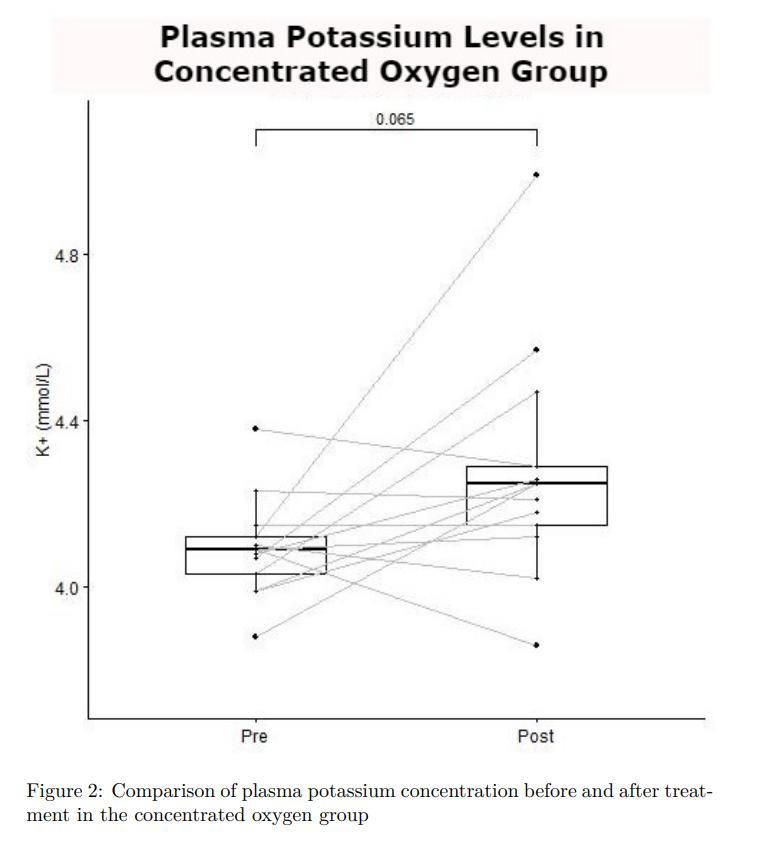 Plasma Potassium Levels in
Concentrated Oxygen Group
0.065
4.8
4.4
4.0
K+ (mmol/L)
Pre
Post
Figure 2: Comparison of plasma potassium concentration before and after treat-
ment in the concentrated oxygen group